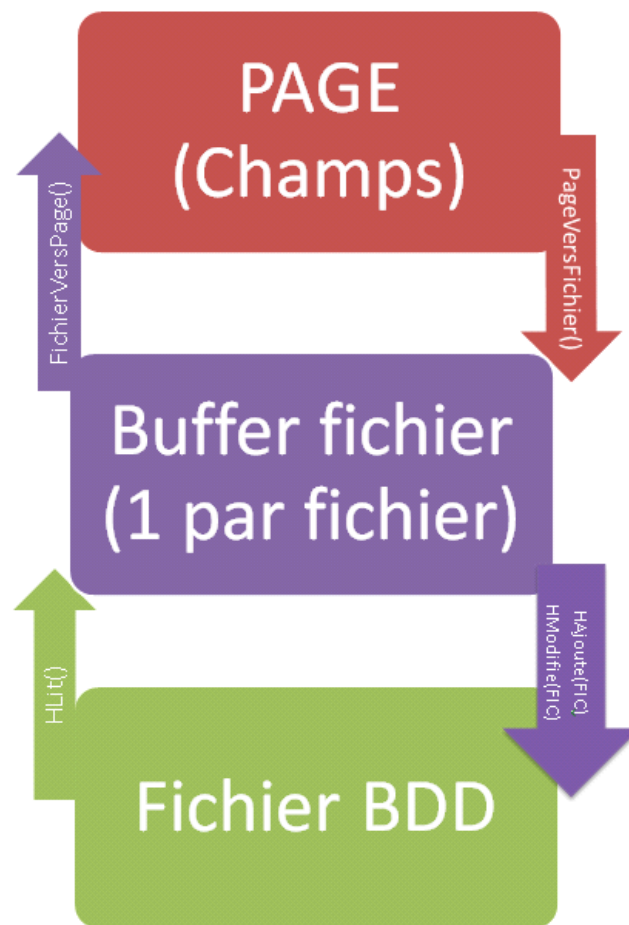 PAGE
(Champs)
FichierVersPage()
PageVersFichier()
Buffer fichier
(1 par fichier)
HLit()
HAjoute(FIC)
HModifie(FIC)
Fichier BDD